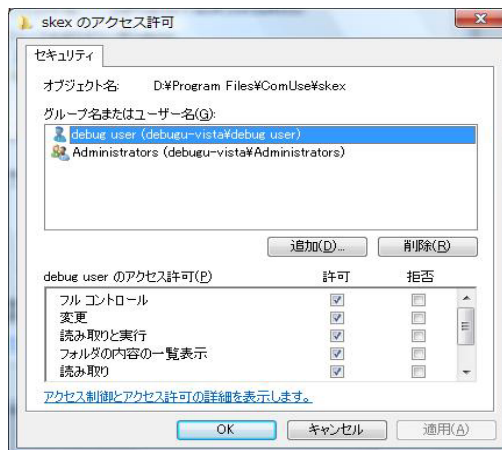 skex のアクセス許可
セキュリティ
オブジェクト名: D:¥Program Files¥ComUse¥skex
グループ名またはユーザー名(G):
debug user (debugu-vista¥debug user)
Administrators (debugu-vista¥Administrators)
追加(D)... 削除(R)
debug user のアクセス許可(P) 許可 拒否
フル コントロール
変更
読み取りと実行
フォルダの内容の一覧表示
読み取り
アクセス制御とアクセス許可の詳細を表示します。
OK キャンセル 適用(A)